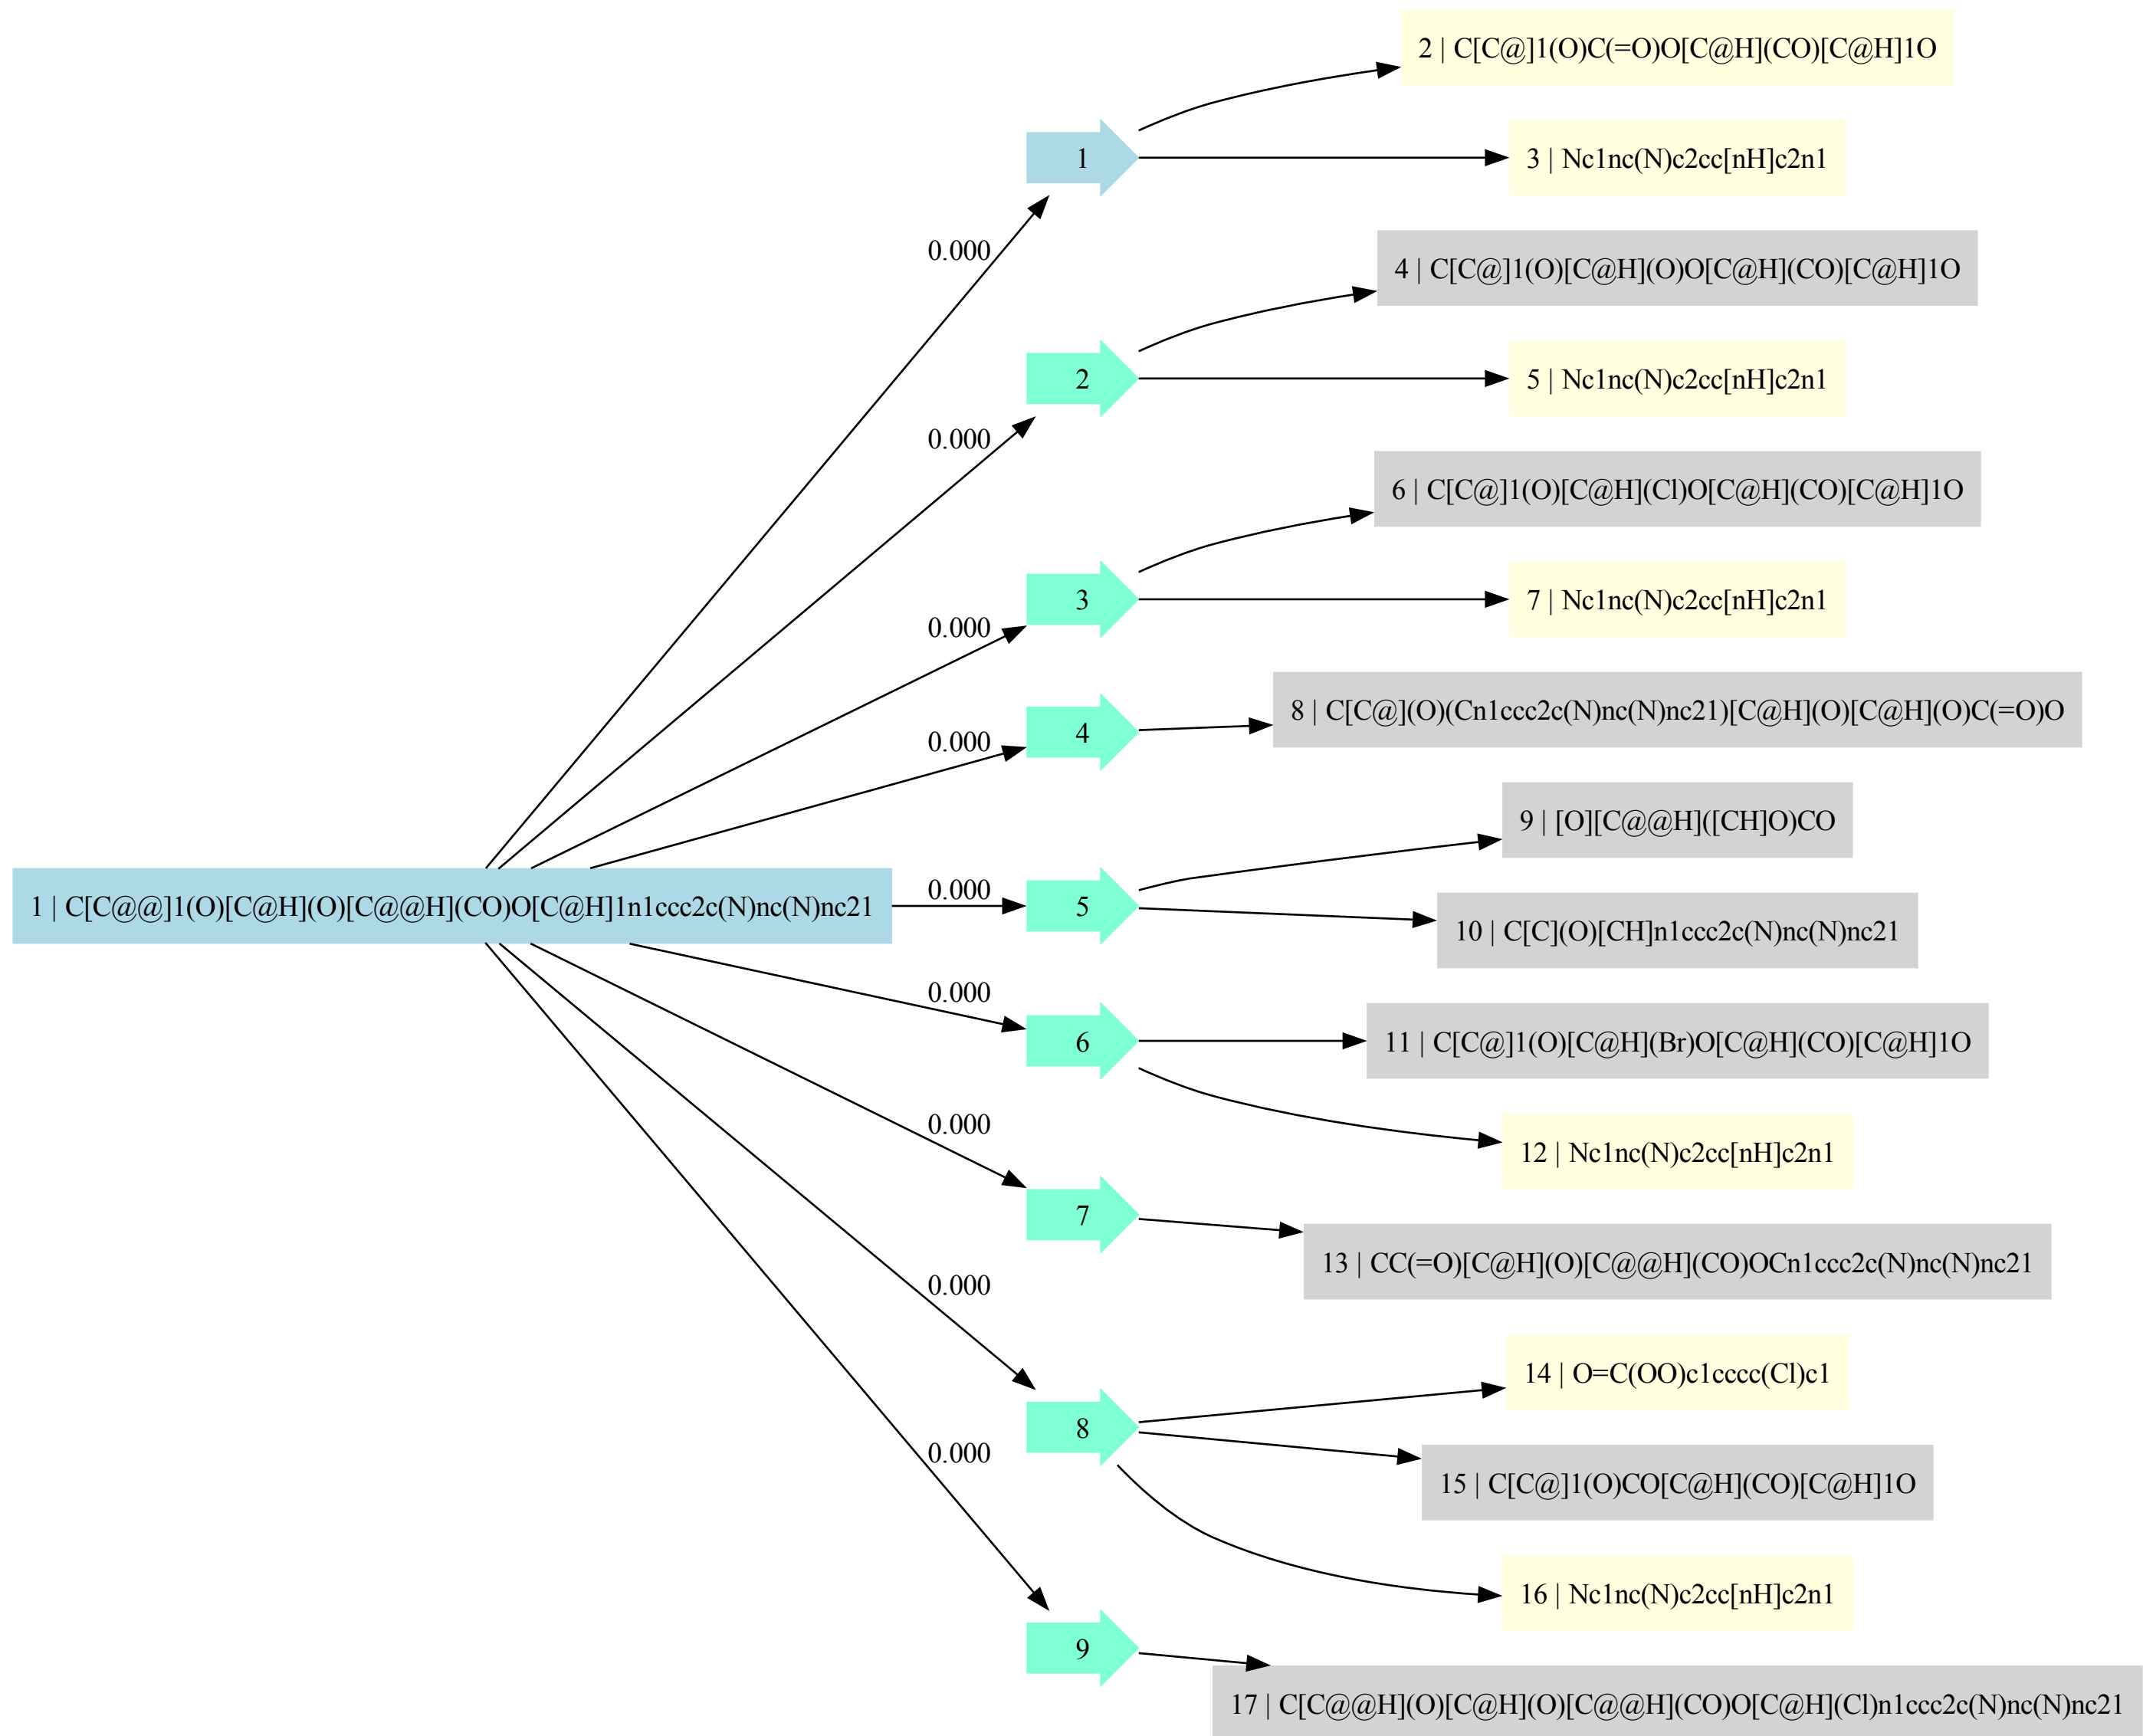 2 | C[C@]1(O)C(=O)O[C@H](CO)[C@H]1O
1
3 | Nc1nc(N)c2cc[nH]c2n1
0.000
4 | C[C@]1(O)[C@H](O)O[C@H](CO)[C@H]1O
2
5 | Nc1nc(N)c2cc[nH]c2n1
0.000
6 | C[C@]1(O)[C@H](Cl)O[C@H](CO)[C@H]1O
3
7 | Nc1nc(N)c2cc[nH]c2n1
0.000
8 | C[C@](O)(Cn1ccc2c(N)nc(N)nc21)[C@H](O)[C@H](O)C(=O)O
4
0.000
9 | [O][C@@H]([CH]O)CO
1 | C[C@@]1(O)[C@H](O)[C@@H](CO)O[C@H]1n1ccc2c(N)nc(N)nc21
0.000
5
10 | C[C](O)[CH]n1ccc2c(N)nc(N)nc21
0.000
6
11 | C[C@]1(O)[C@H](Br)O[C@H](CO)[C@H]1O
12 | Nc1nc(N)c2cc[nH]c2n1
0.000
7
13 | CC(=O)[C@H](O)[C@@H](CO)OCn1ccc2c(N)nc(N)nc21
0.000
14 | O=C(OO)c1cccc(Cl)c1
8
15 | C[C@]1(O)CO[C@H](CO)[C@H]1O
0.000
16 | Nc1nc(N)c2cc[nH]c2n1
9
17 | C[C@@H](O)[C@H](O)[C@@H](CO)O[C@H](Cl)n1ccc2c(N)nc(N)nc21